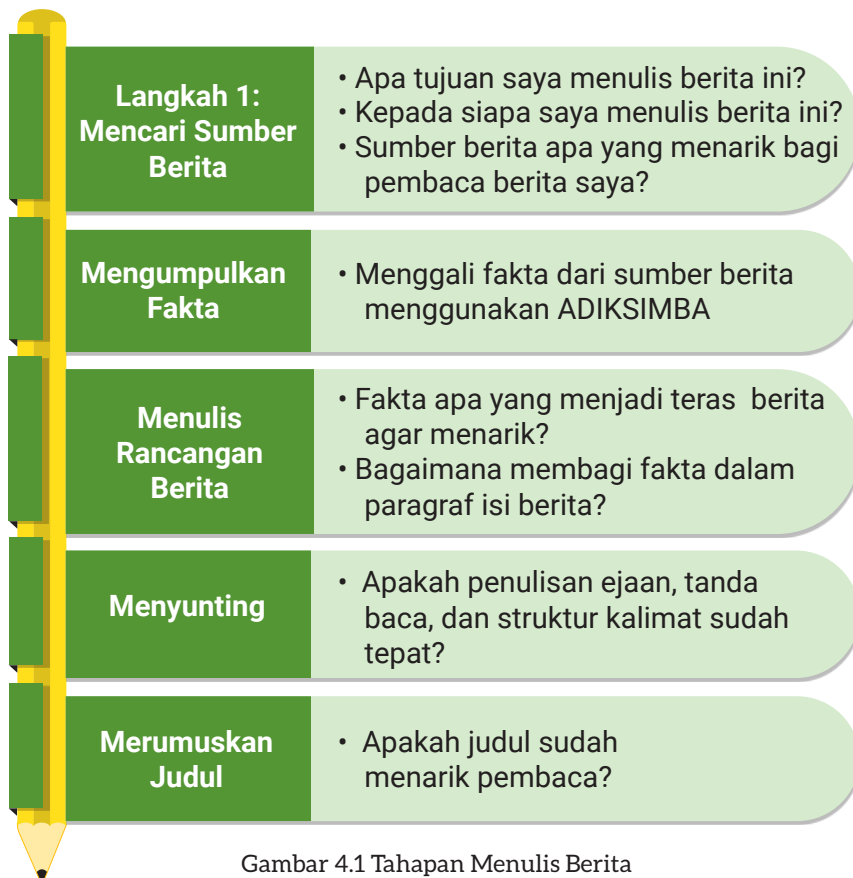 Langkah 1:
Mencari Sumber
Berita
• Apa tujuan saya menulis berita ini?
• Kepada siapa saya menulis berita ini?
• Sumber berita apa yang menarik bagi
pembaca berita saya?
Mengumpulkan
Fakta
• Menggali fakta dari sumber berita
menggunakan ADIKSIMBA
Menulis
Rancangan
Berita
• Fakta apa yang menjadi teras berita
agar menarik?
• Bagaimana membagi fakta dalam
paragraf isi berita?
Menyunting
• Apakah penulisan ejaan, tanda
baca, dan struktur kalimat sudah
tepat?
Merumuskan
Judul
• Apakah judul sudah
menarik pembaca?
Gambar 4.1 Tahapan Menulis Berita